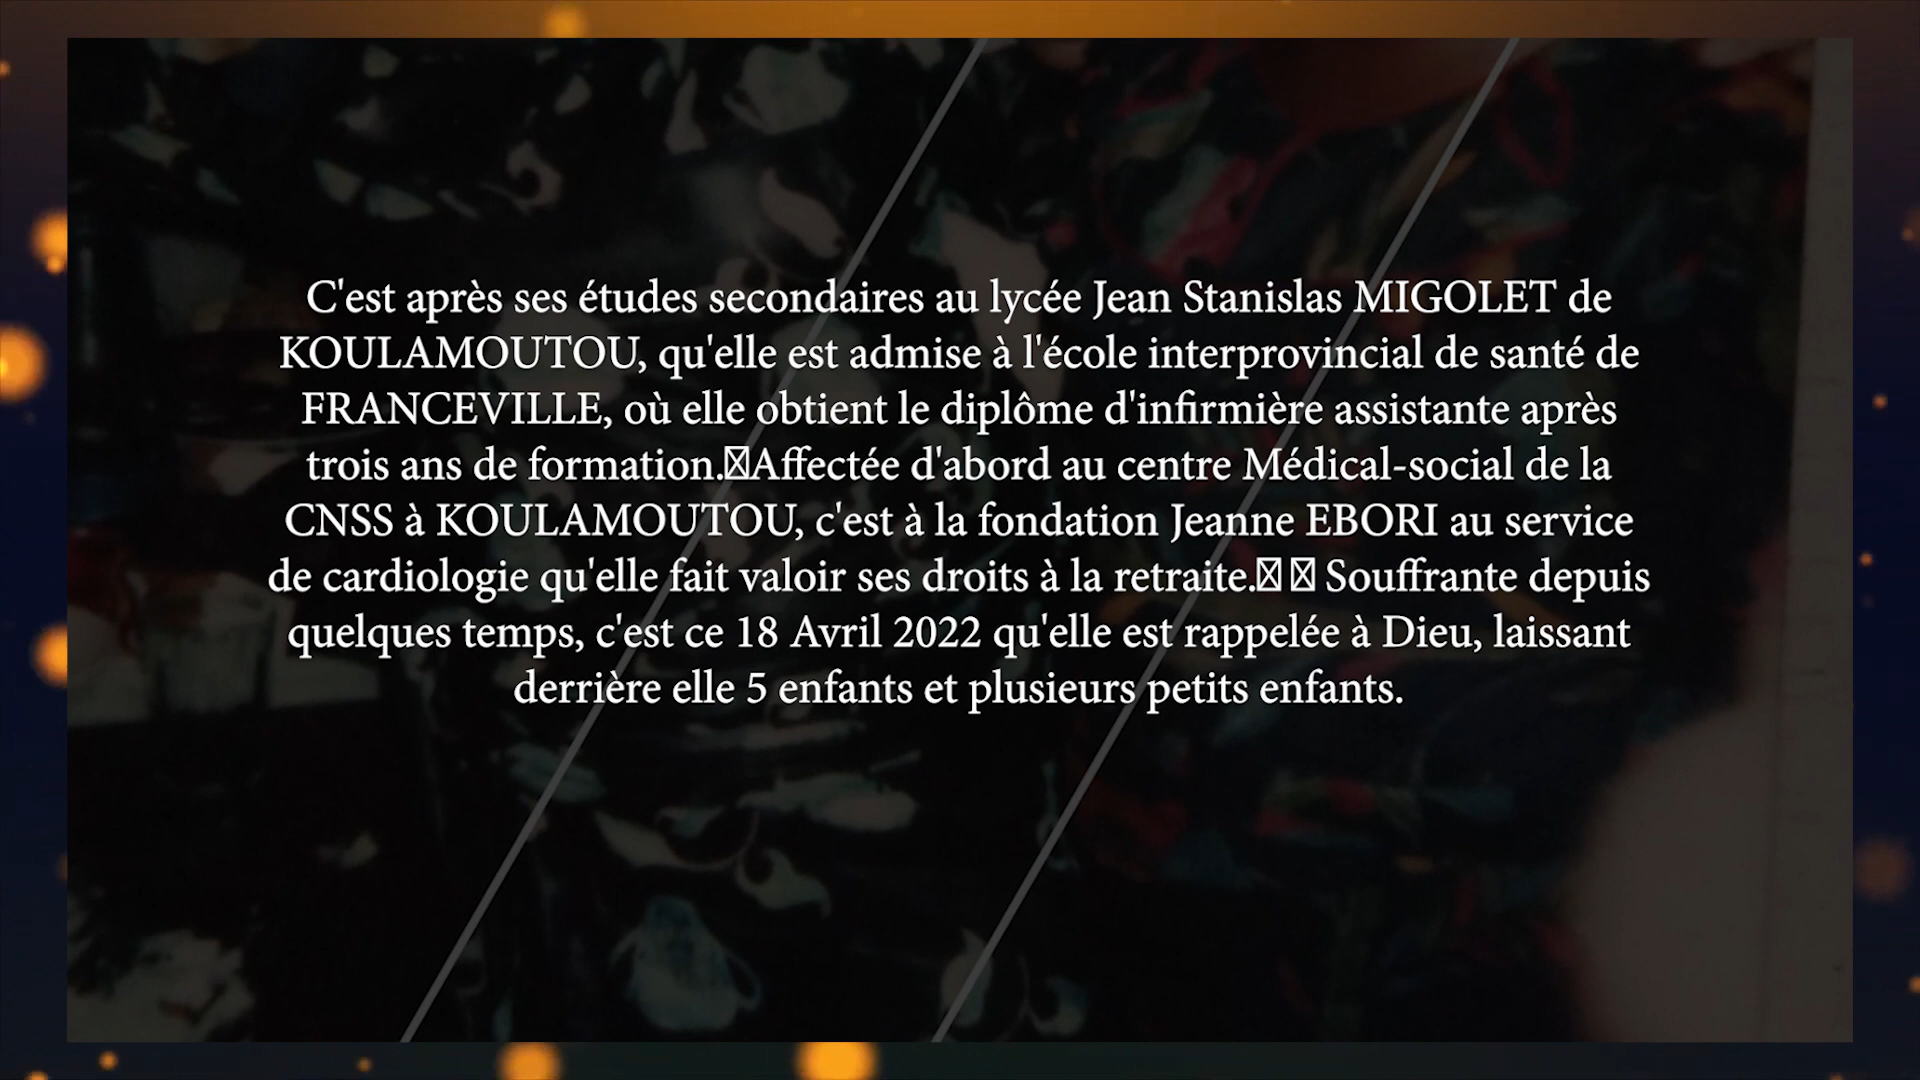 C'est après ses études secondaires au lycée Jean Stanislas MIGOLET de
KOULAMOUTOU, qu'elle est admise à l'école interprovincial de santé de
FRANCEVILLE, où elle obtient le diplôme d'infirmière assistante après
trois ans de formation.Affectée d'abord au centre Médical-social de la
CNSS à KOULAMOUTOU, c'est à la fondation Jeanne EBORI au service
de cardiologie qu'elle fait valoir ses droits à la retraite. Souffrante depuis
quelques temps, c'est ce 18 Avril 2022 qu'elle est rappelée à Dieu, laissant
derrière elle 5 enfants et plusieurs petits enfants.